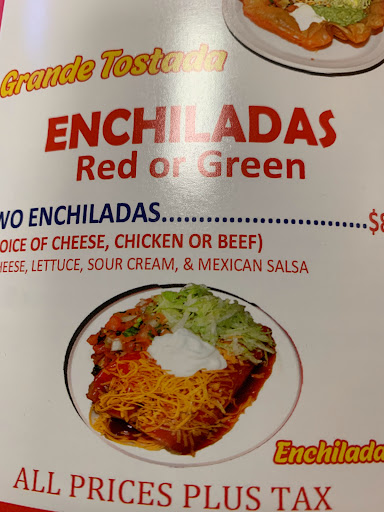 Grande Tostada
ENCHILADAS
Red or Green
WO ENCHILADAS..............................$8
OICE OF CHEESE, CHICKEN OR BEEF)
HEESE, LETTUCE, SOUR CREAM, & MEXICAN SALSA
Enchilada
ALL PRICES PLUS TAX